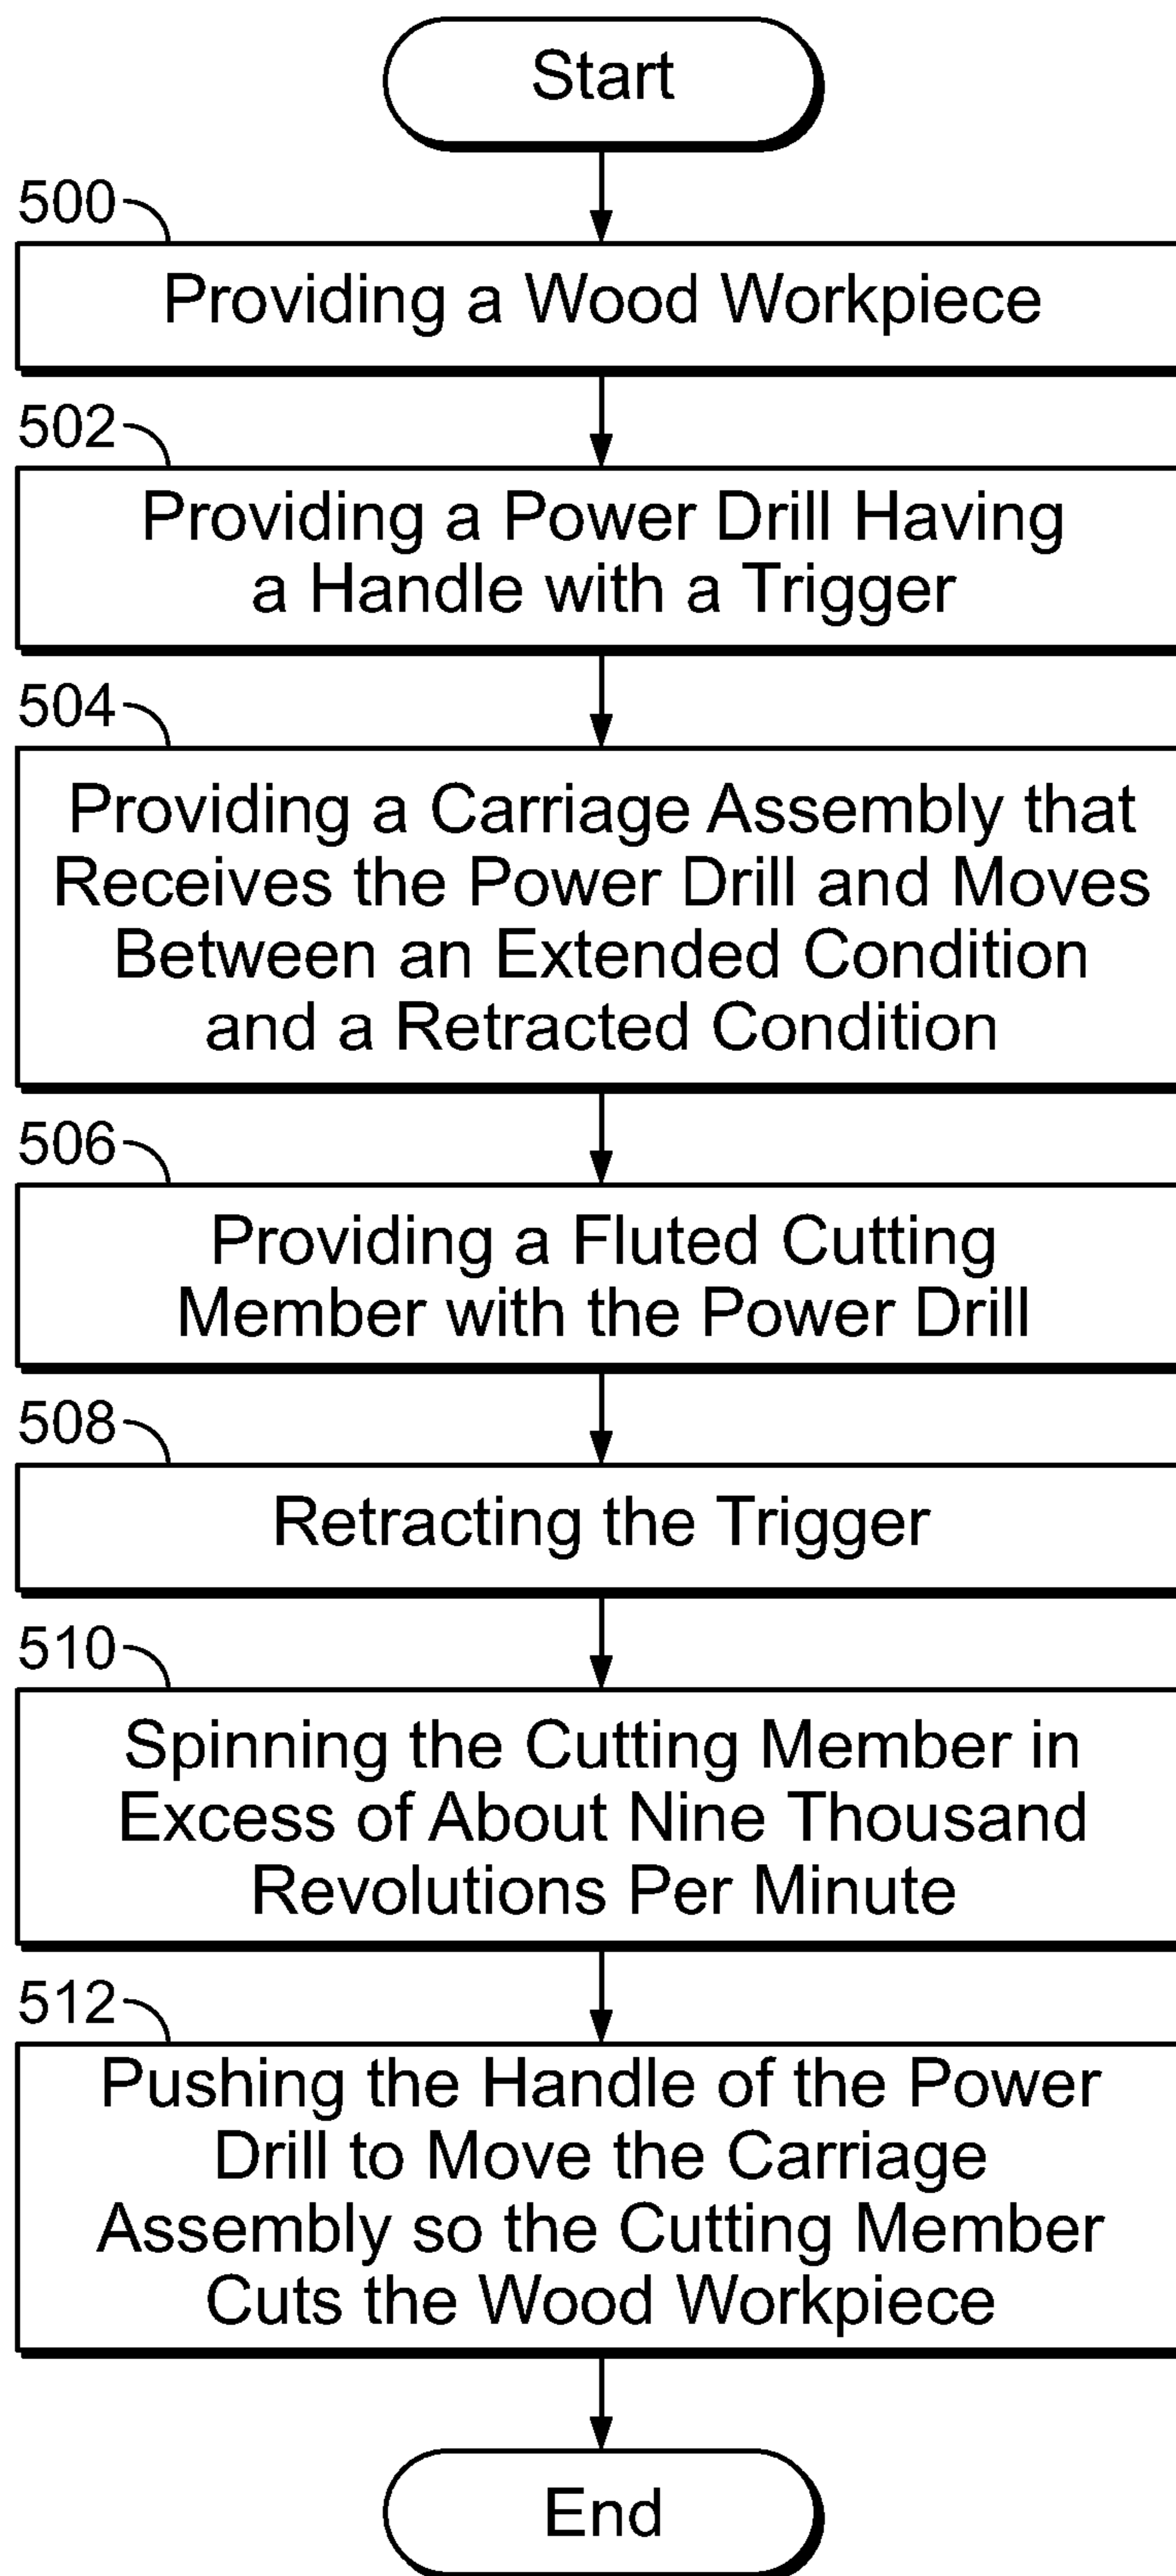 Start
500
Providing a Wood Workpiece
502
Providing a Power Drill Having
a Handle with a Trigger
504
Providing a Carriage Assembly that
Receives the Power Drill and Moves
Between an Extended Condition
and a Retracted Condition
506
Providing a Fluted Cutting
Member with the Power Drill
508
Retracting the Trigger
510
Spinning the Cutting Member in
Excess of About Nine Thousand
Revolutions Per Minute
512
Pushing the Handle of the Power
Drill to Move the Carriage
Assembly so the Cutting Member
Cuts the Wood Workpiece
End